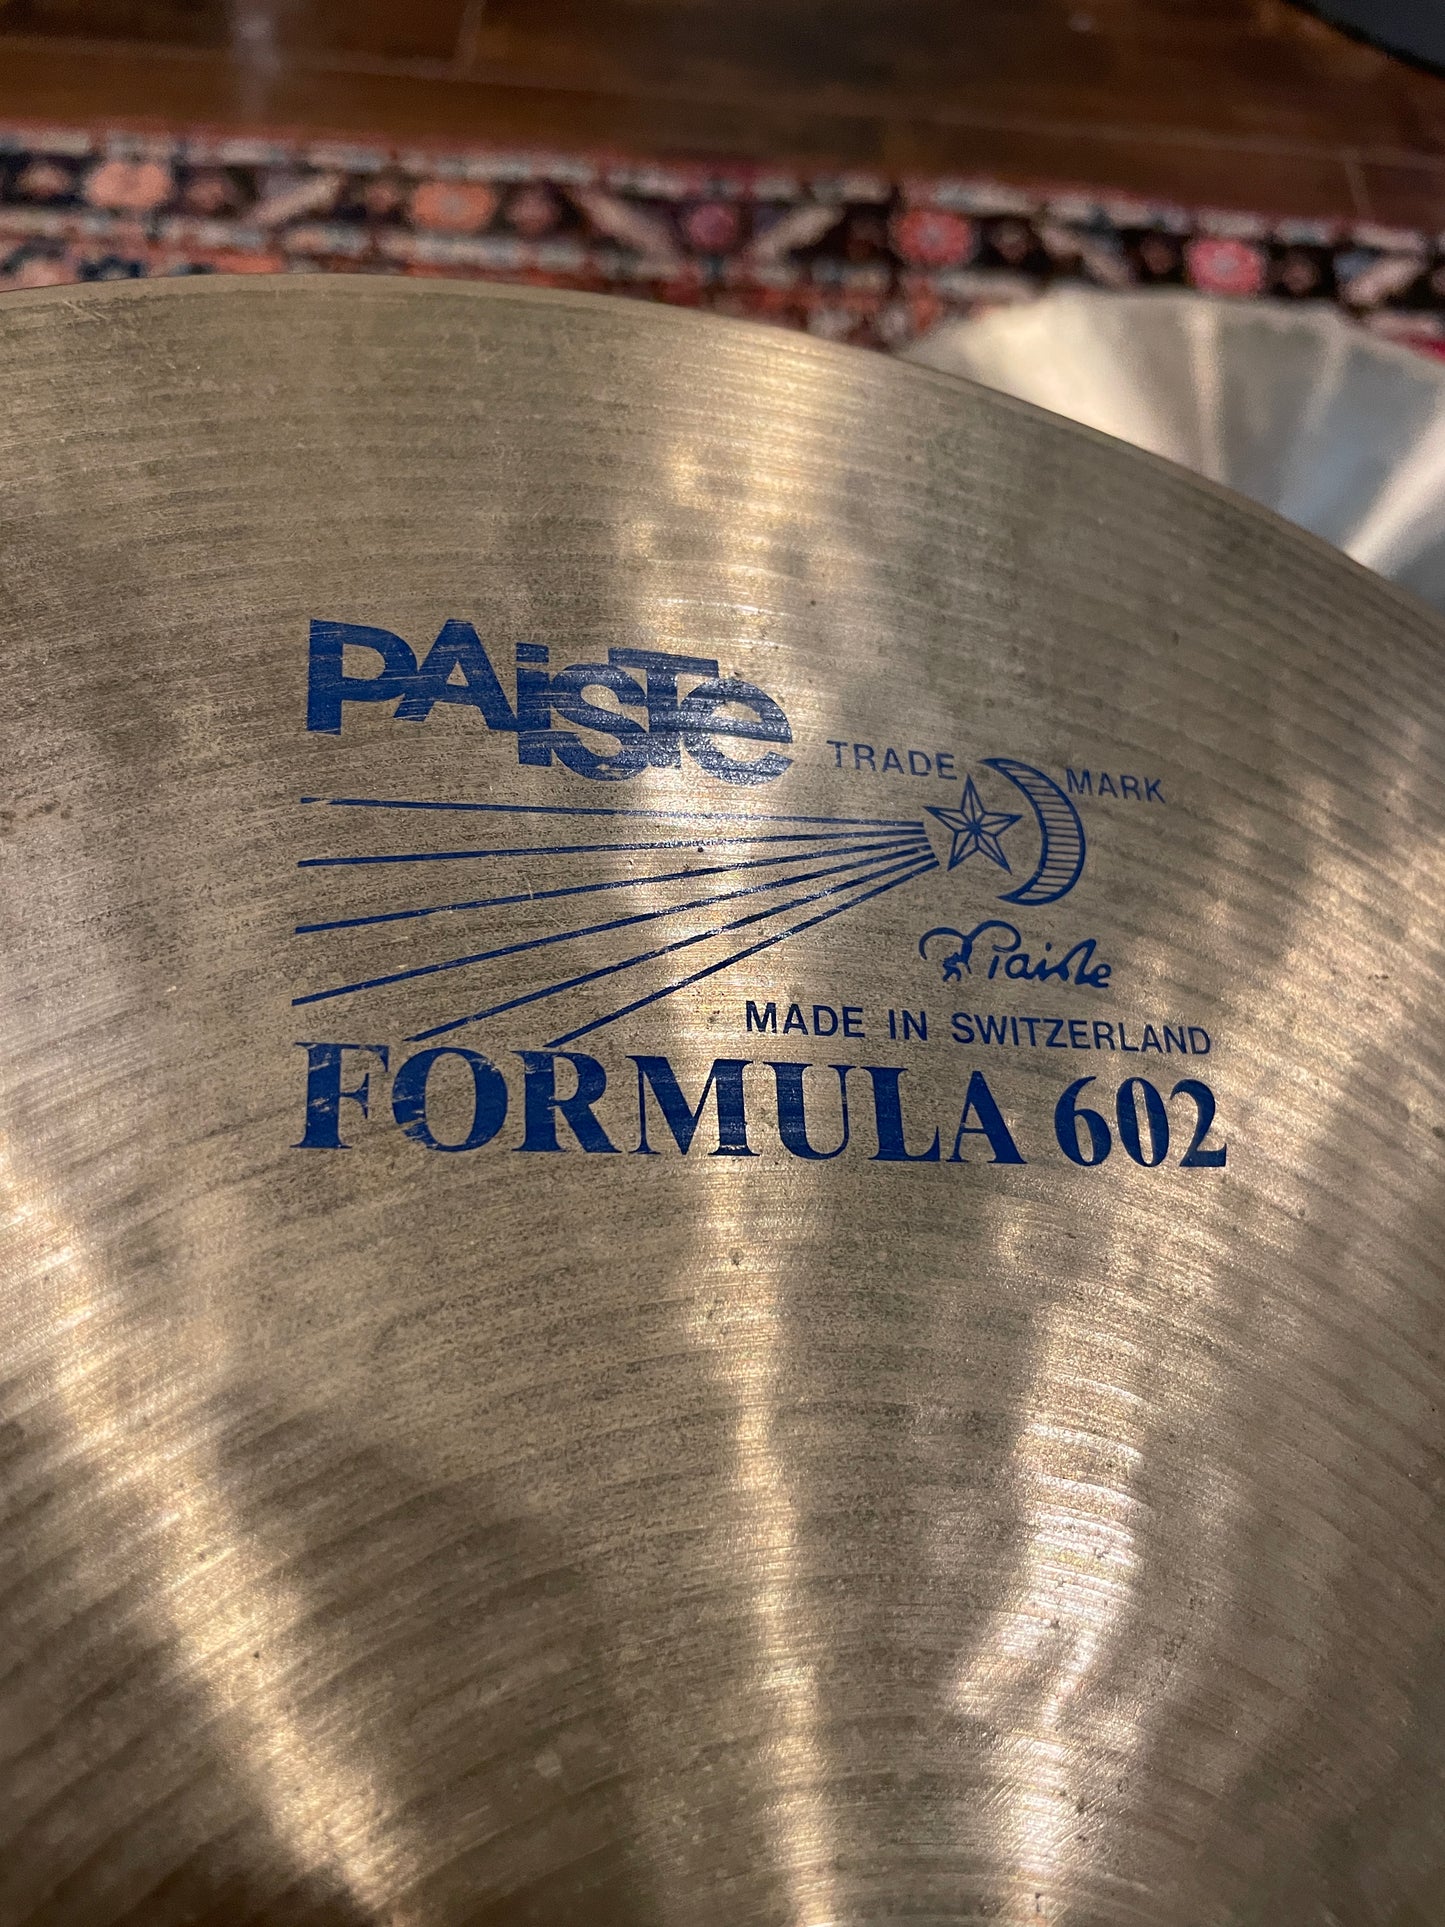 PAiSTe
TRADE MARK
Paiste
MADE IN SWITZERLAND
FORMULA 602